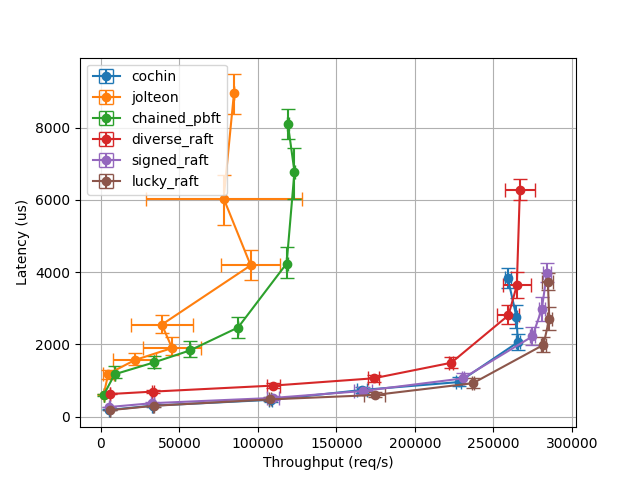 cochin
jolteon
chained_pbft
diverse_raft
signed_raft
lucky_raft
Latency (us)
8000
6000
4000
2000
0
0 50000 100000 150000 200000 250000 300000
Throughput (req/s)